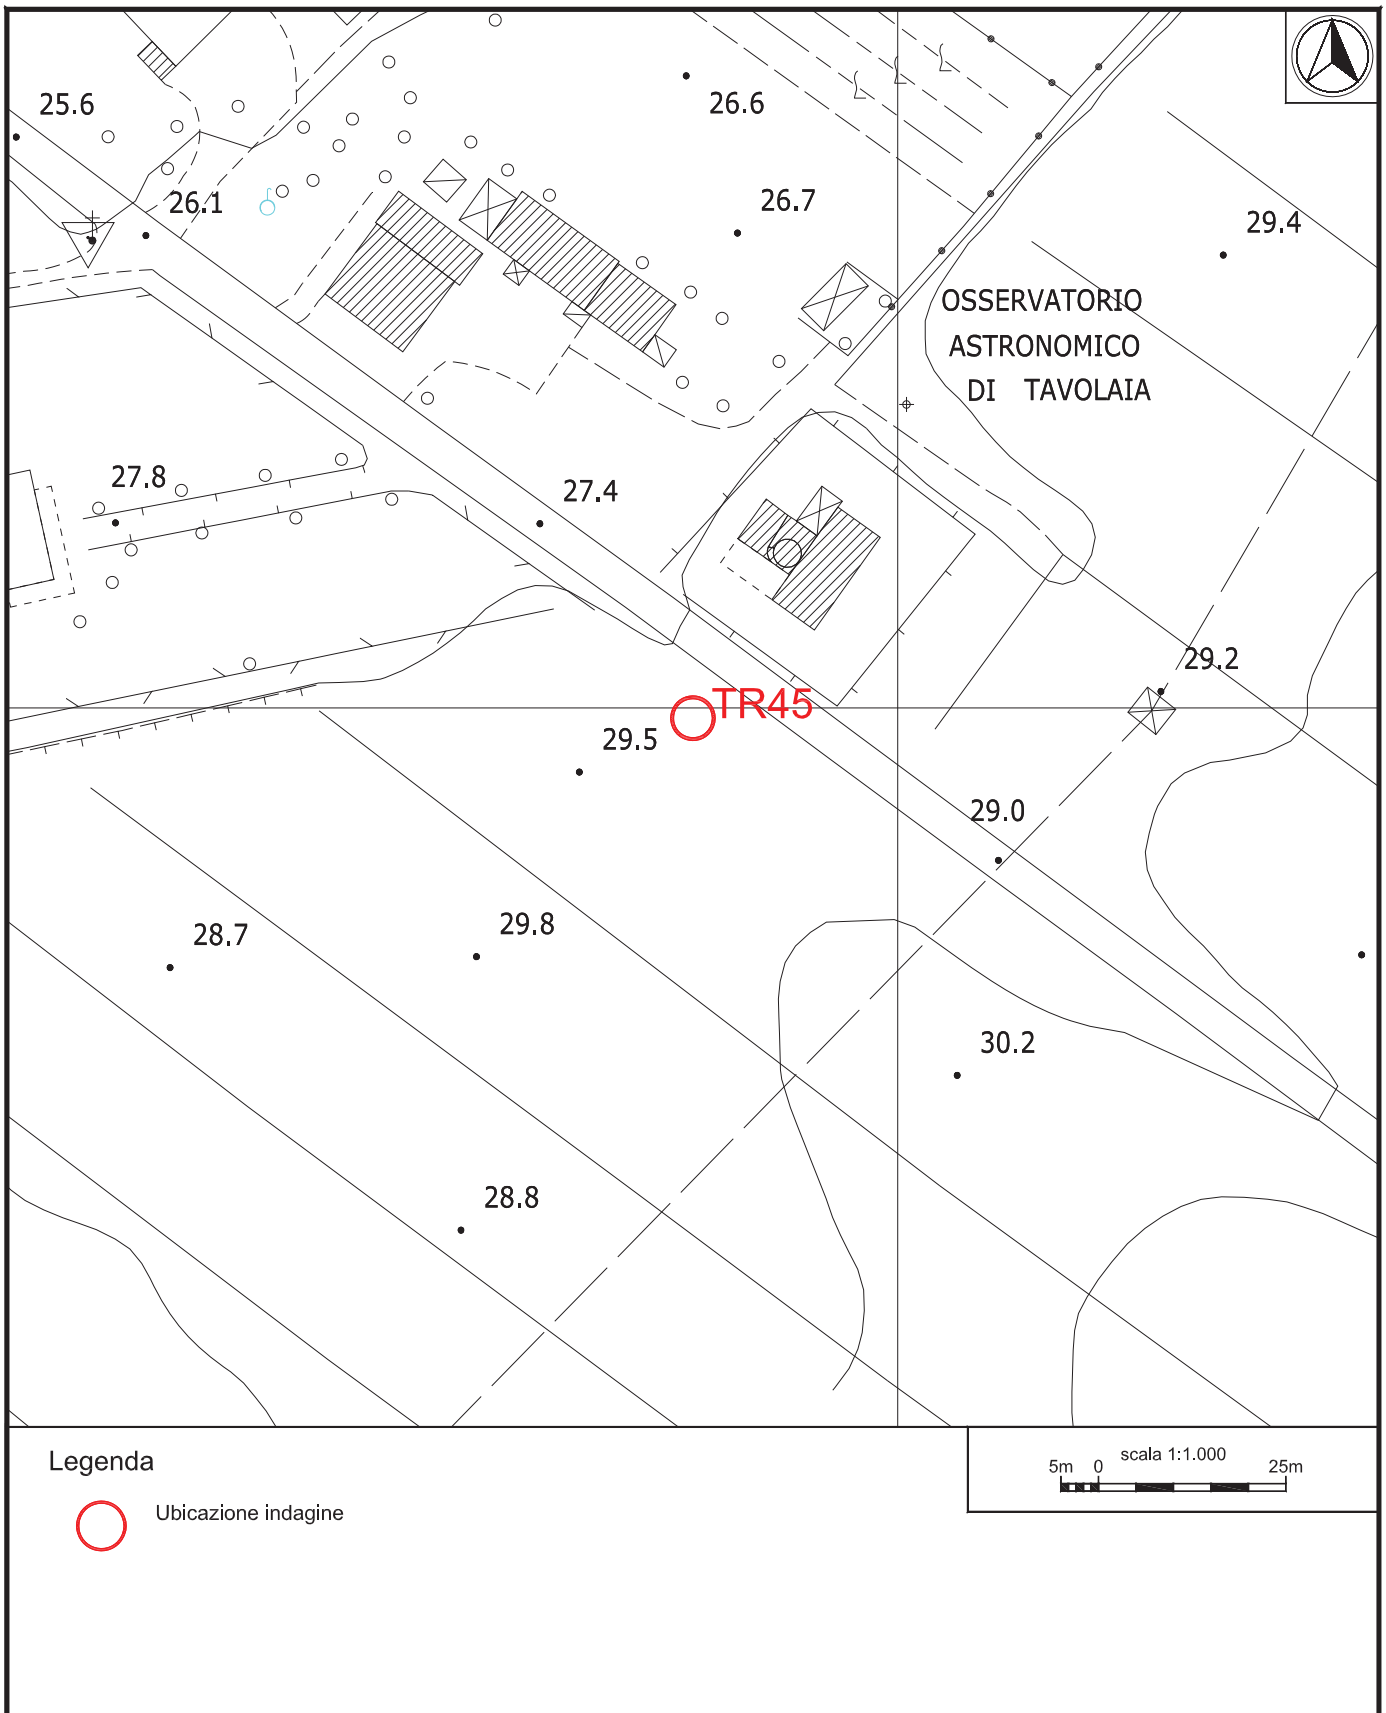 25.6
26.6
26.1
26.7
29.4
OSSERVATORIO
ASTRONOMICO
DI TAVOLAIA
27.8
27.4
29.2
TR45
29.5
29.0
29.8
28.7
30.2
28.8
Legenda
Ubicazione indagine
scala 1:1.000
5m 0 25m